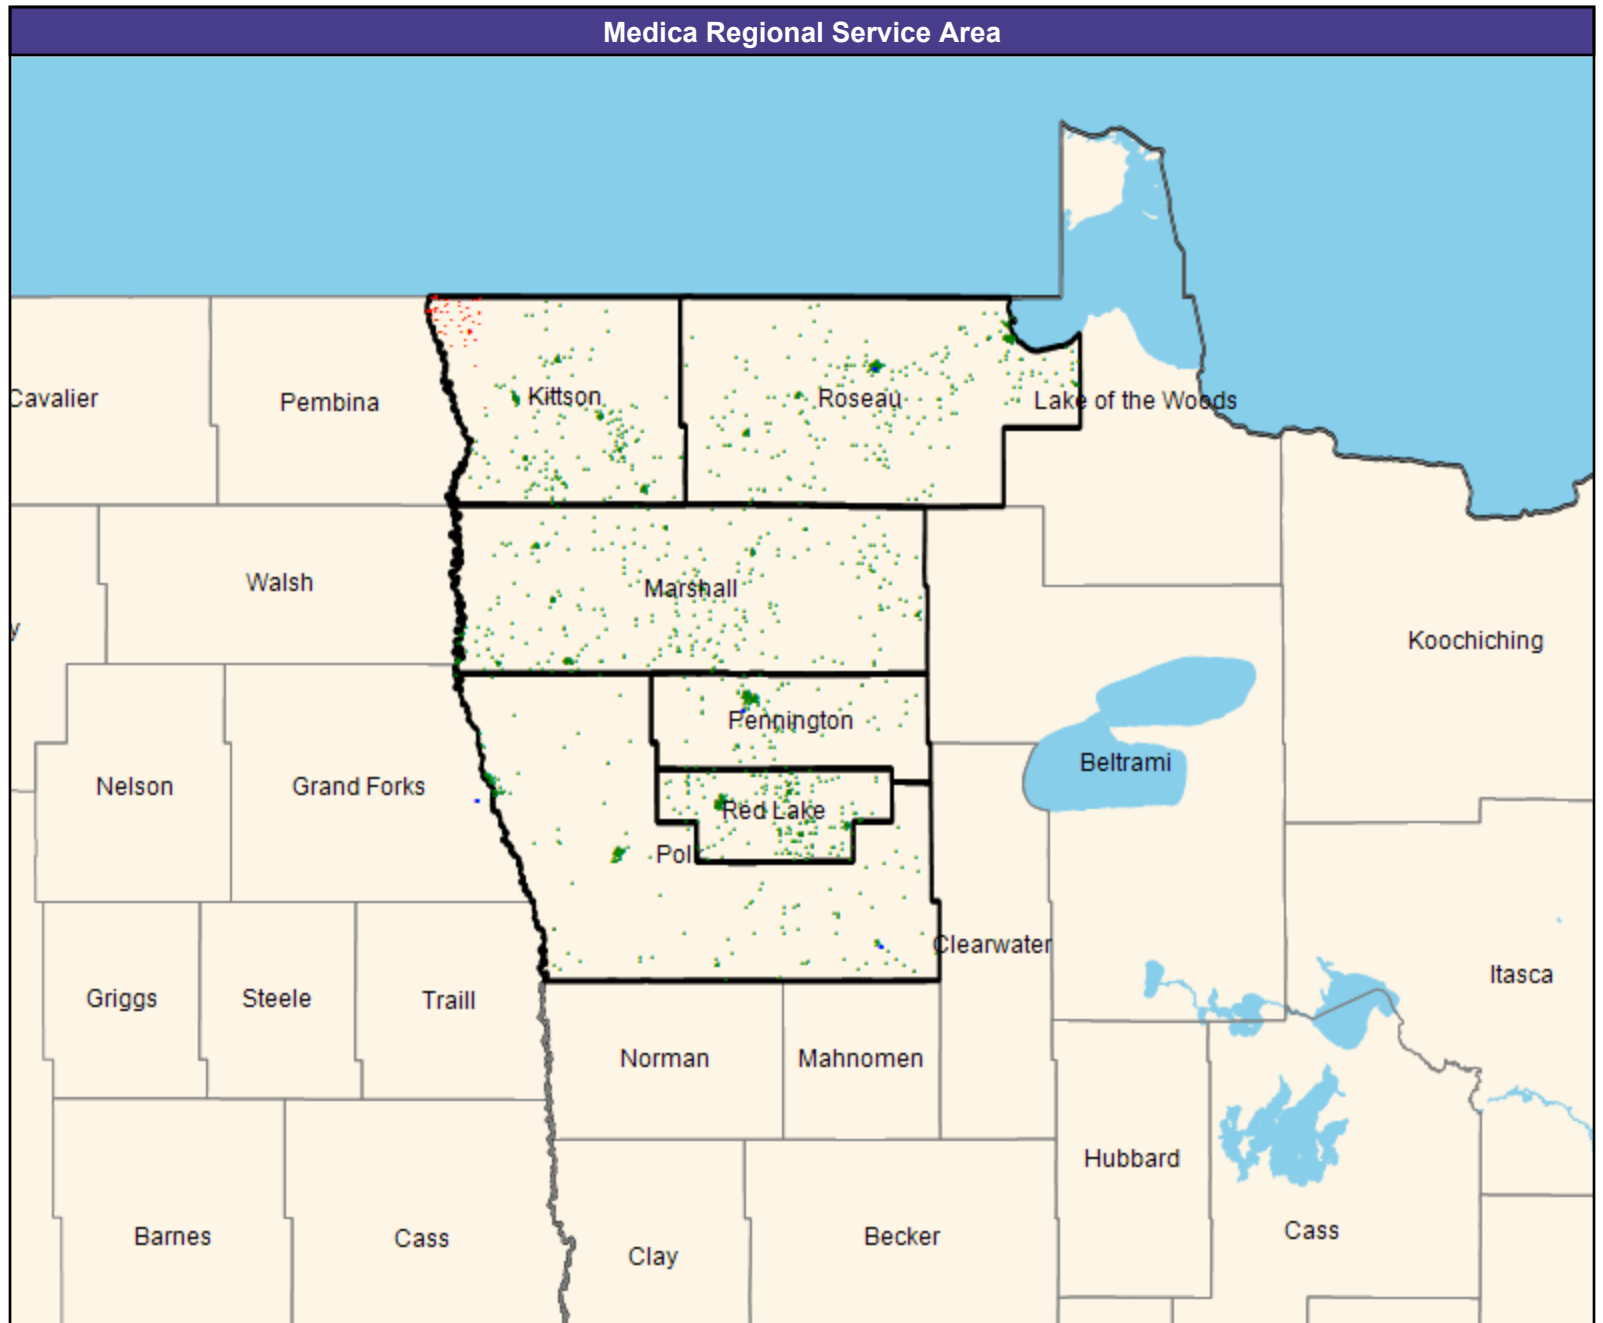 Medica Regional Service Area
Cavalier
Pembina
Kittson
Roseau
Lake of the Woods
Walsh
Marshall
y
Koochiching
Pennington
Nelson
Grand Forks
Red Lake
Beltrami
Pol
Clearwater
Griggs
Steele
Traill
Itasca
Norman
Mahnomen
Hubbard
Barnes
Cass
Clay
Becker
Cass